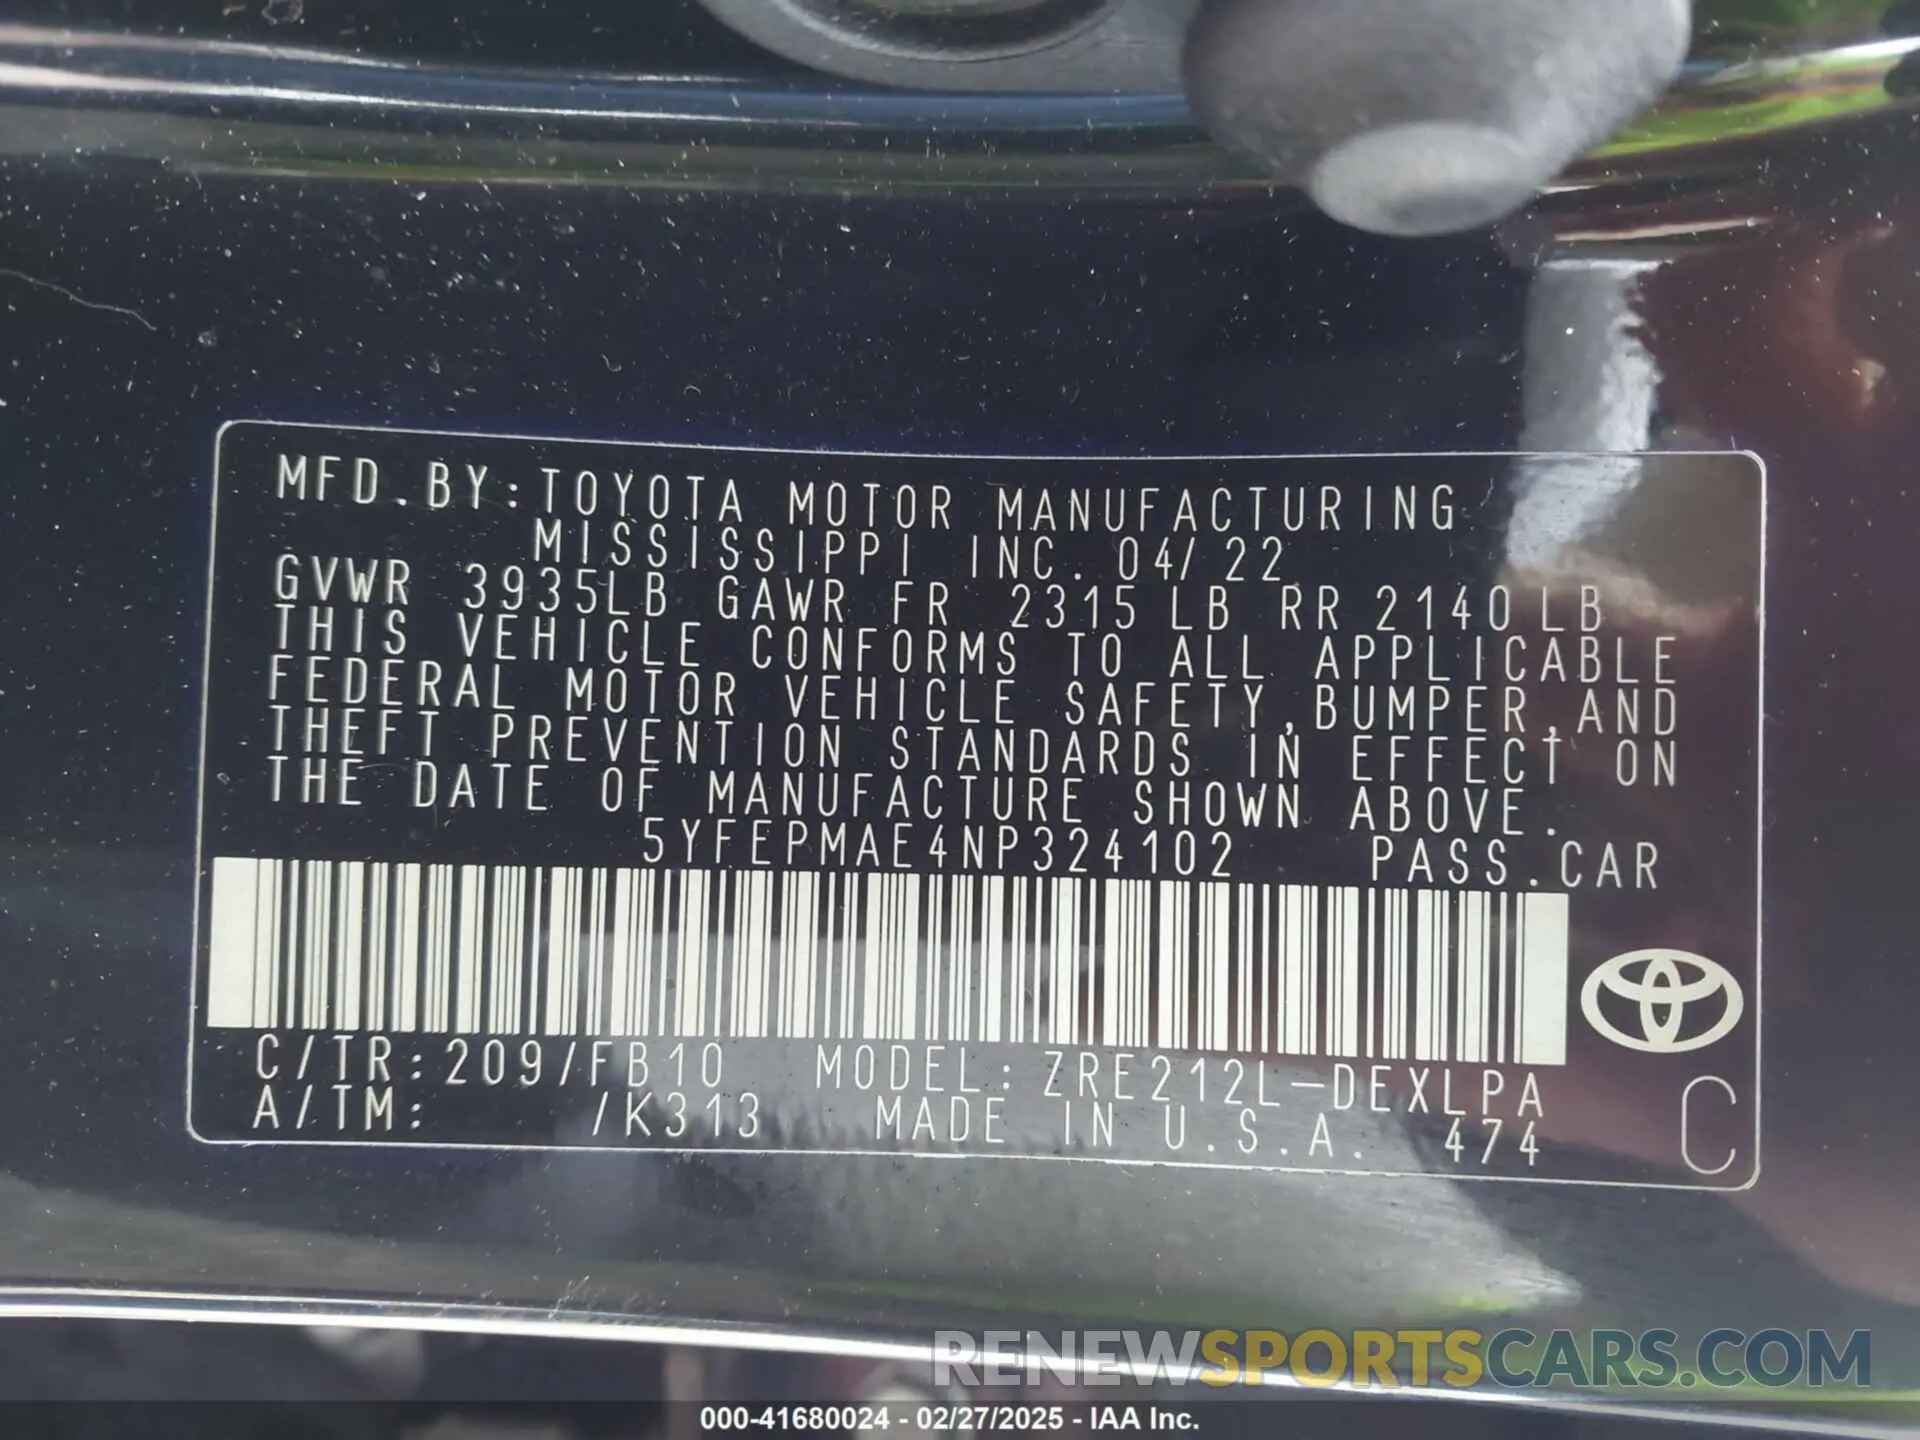 MFD.BY:TOYOTA MOTOR MANUFACTURING
MISSISSIPPI INC. 04/22
GVWR 3935LB GAWR FR 2315LB RR 2140LB
THIS VEHICLE CONFORMS TO ALL APPLICABLE
FEDERAL MOTOR VEHICLE SAFETY,BUMPER,AND
THEFT PREVENTION STANDARDS IN EFFECT ON
THE DATE OF MANUFACTURE SHOWN ABOVE.
5YFEPMAE4NP324102 PASS.CAR
C/TR:209/FB10 MODEL:ZRE212L-DEXLPA
A/TM: /K313 MADE IN U.S.A. 474
C
RENEWSPORTSCARS.COM
000-41680024 - 02/27/2025 - IAA Inc.